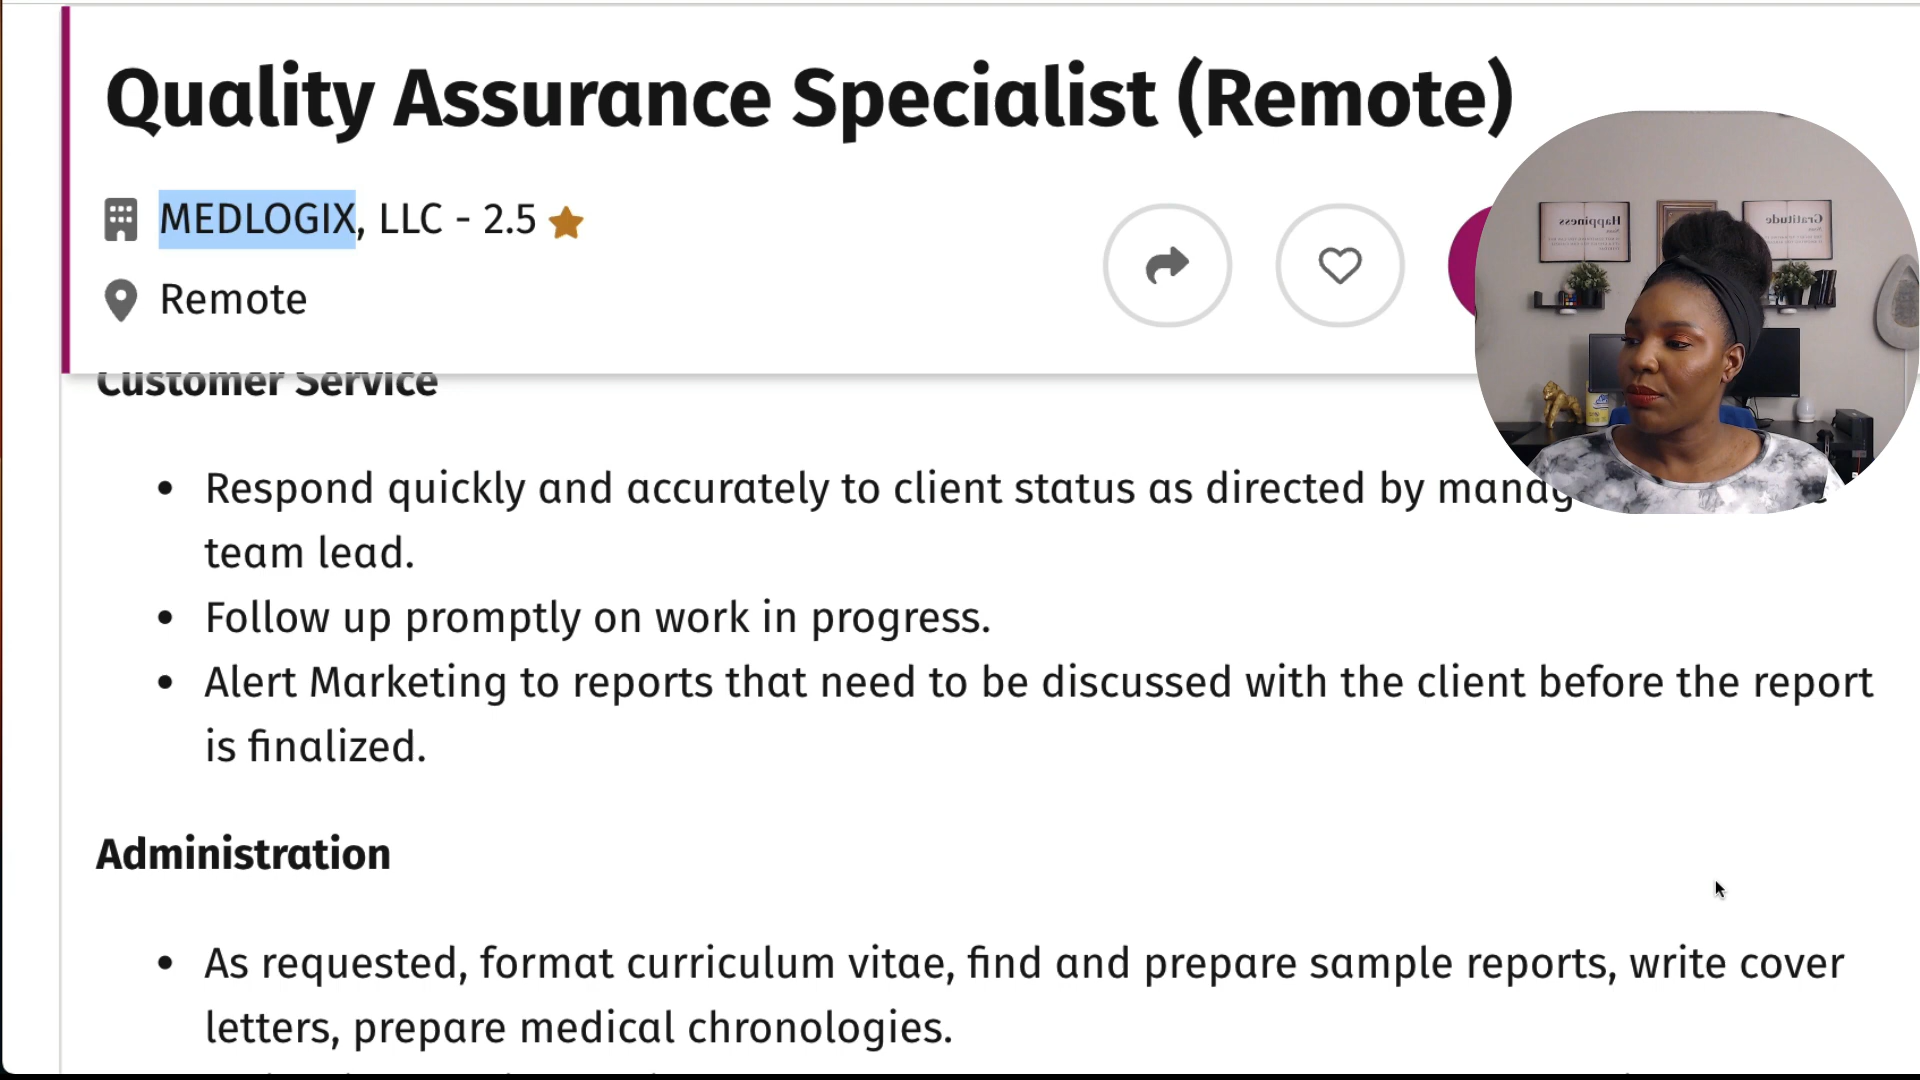 Quality Assurance Specialist (Remote)
MEDLOGIX, LLC - 2.5
Remote
Customer Service
• Respond quickly and accurately to client status as directed by
team lead.
• Follow up promptly on work in progress.
• Alert Marketing to reports that need to be discussed with the client before the report
is finalized.
Administration
• As requested, format curriculum vitae, find and prepare sample reports, write cover
letters, prepare medical chronologies.
Happiness
Gratitude